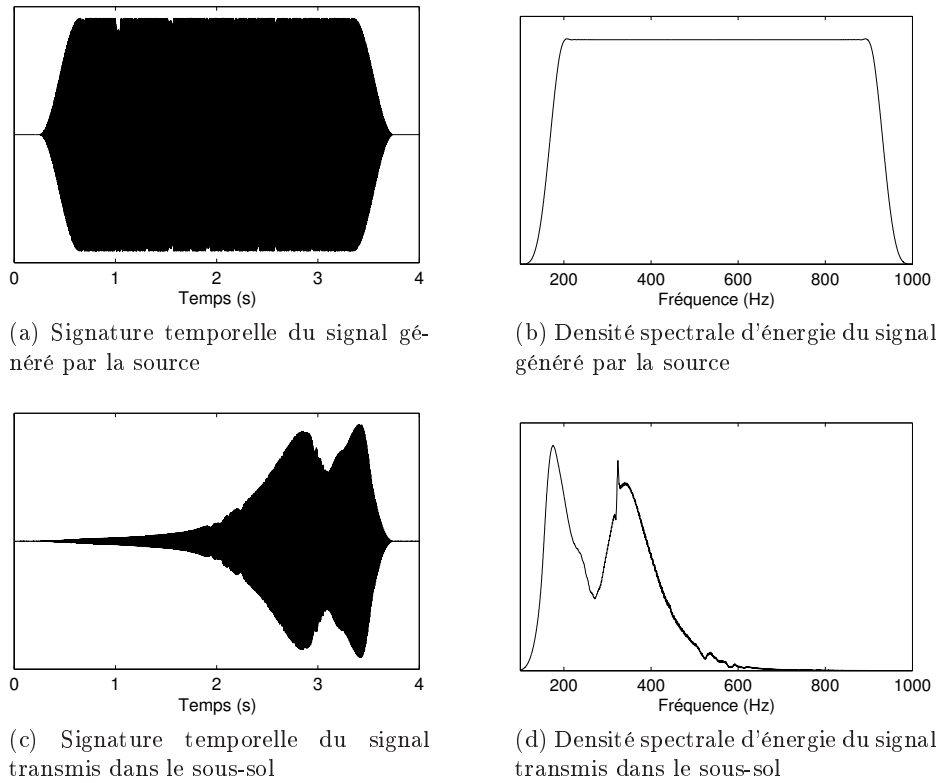 0 1 2 3 4
Temps (s)
(a) Signature temporelle du signal gé-
néré par la source
200 400 600 800 1000
Fréquence (Hz)
(b) Densité spectrale d'énergie du signal
généré par la source
0 1 2 3 4
Temps (s)
(c) Signature temporelle du signal
transmis dans le sous-sol
200 400 600 800 1000
Fréquence (Hz)
(d) Densité spectrale d'énergie du signal
transmis dans le sous-sol